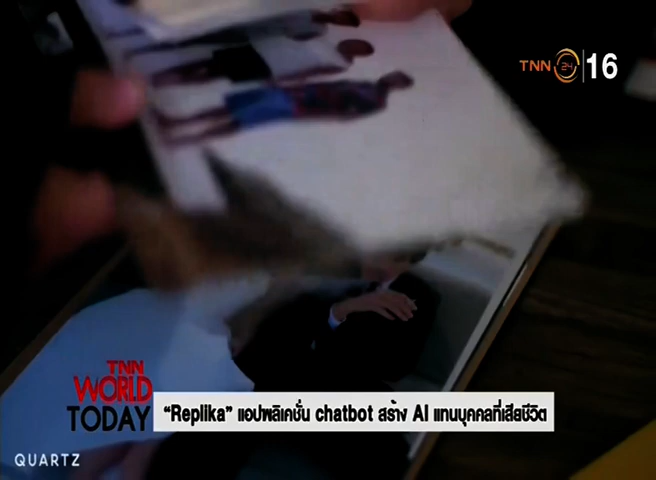 TNN 24 16
TNN
WORLD
TODAY
“Replika” แอปพลิเคชั่น chatbot สร้าง AI แทนบุคคลที่เสียชีวิต
QUARTZ